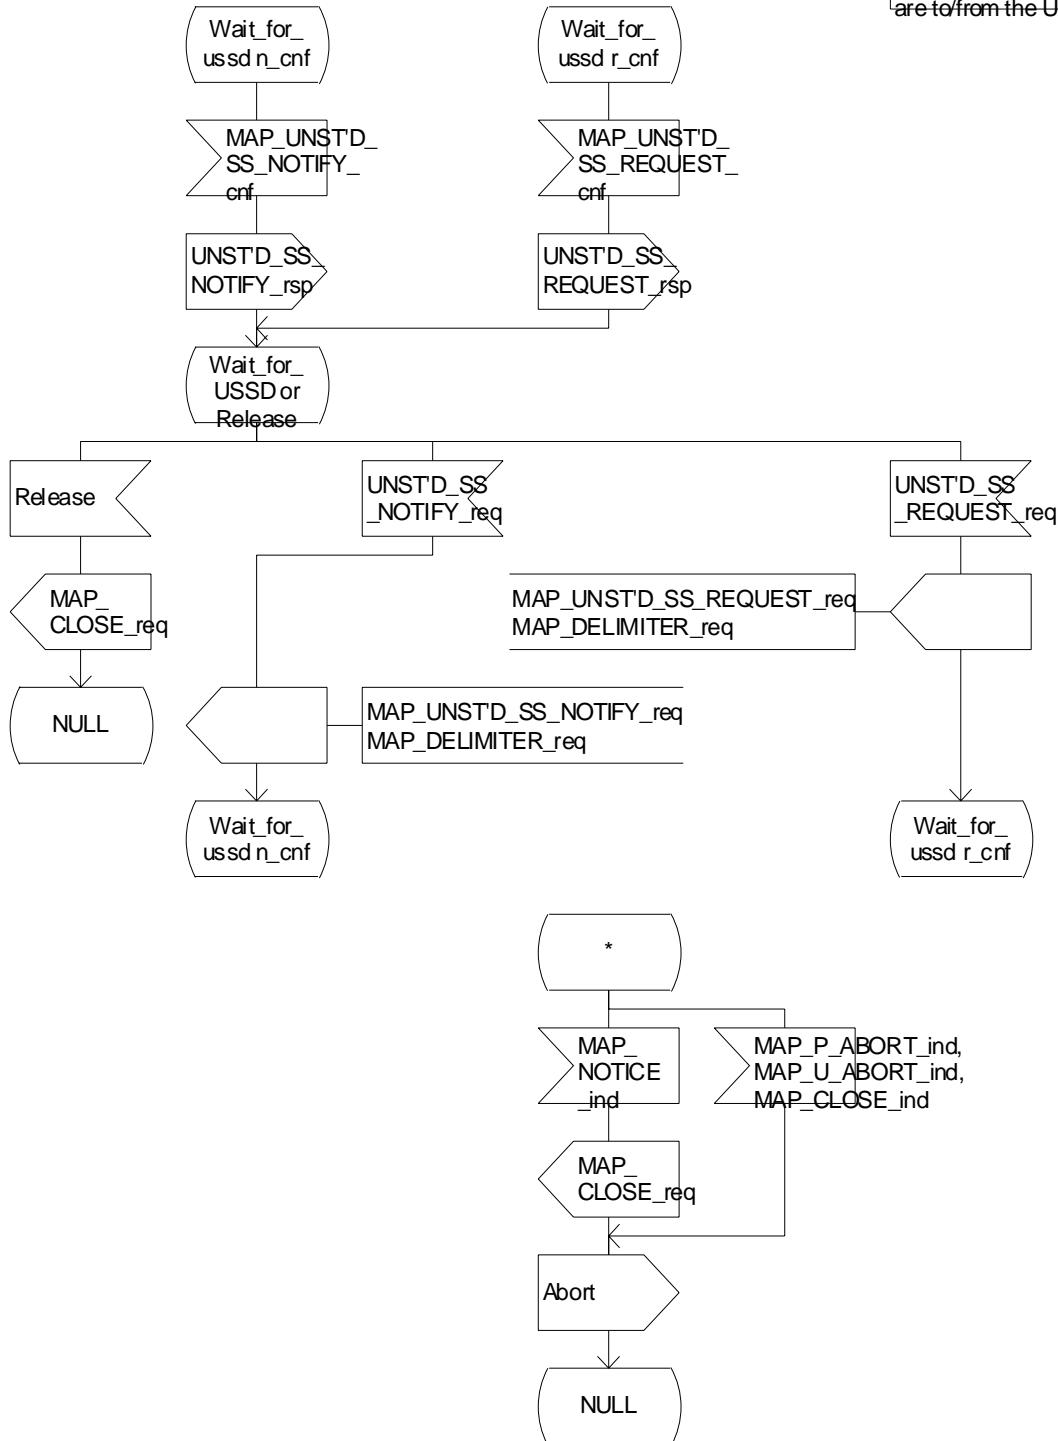 are to/from the U
Wait_for_
ussd n_cnf
Wait_for_
ussd r_cnf
MAP_UNST'D_
SS_NOTIFY_
cnf
MAP_UNST'D_
SS_REQUEST_
cnf
UNST'D_SS_
NOTIFY_rsp
UNST'D_SS_
REQUEST_rsp
Wait_for_
USSD or
Release
Release
UNST'D_SS
_NOTIFY_req
UNST'D_SS
_REQUEST_req
MAP_
CLOSE_req
MAP_UNST'D_SS_REQUEST_req
MAP_DELIMITER_req
NULL
MAP_UNST'D_SS_NOTIFY_req
MAP_DELIMITER_req
Wait_for_
ussd n_cnf
Wait_for_
ussd r_cnf
*
MAP_
NOTICE
_ind
MAP_P_ABORT_ind,
MAP_U_ABORT_ind,
MAP_CLOSE_ind
MAP_
CLOSE_req
Abort
NULL